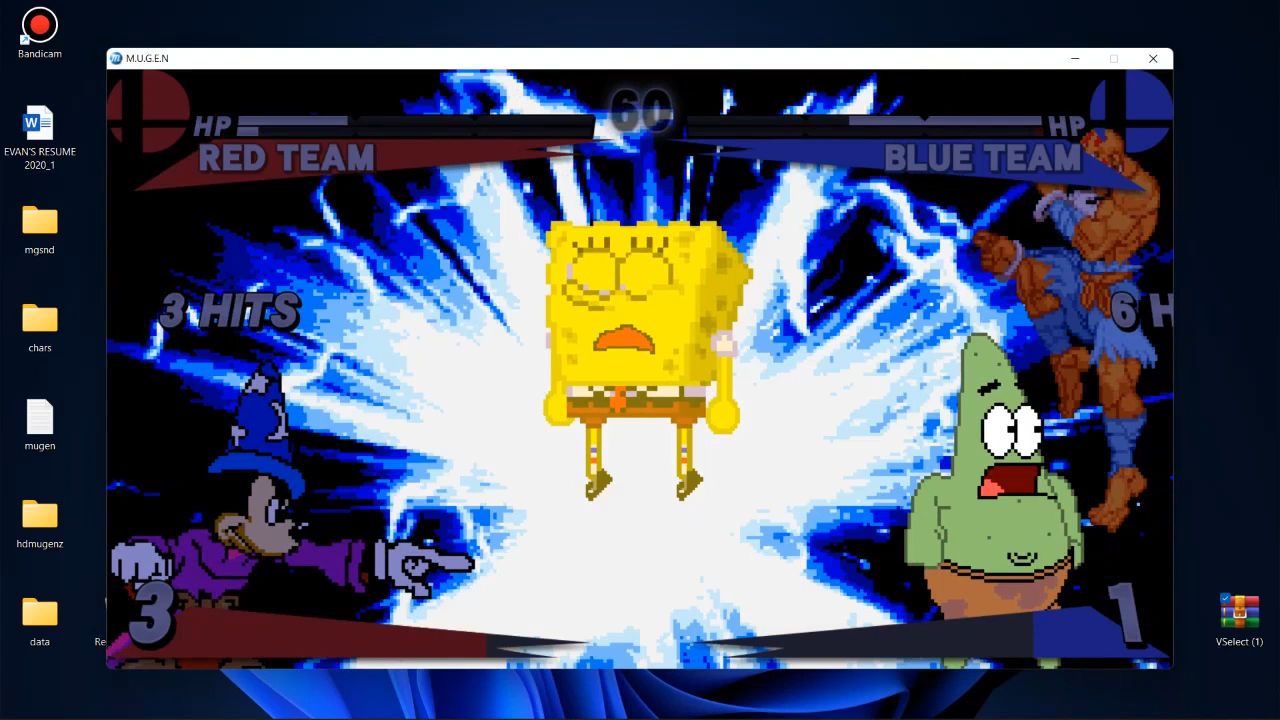 Bandicam
EVAN'S RESUME
2020_1
mgsnd
chars
mugen
hdmugenz
data
Re
M.U.G.E.N
60
HP
HP
RED TEAM
BLUE TEAM
3 HITS
6 H
3
1
VSelect (1)